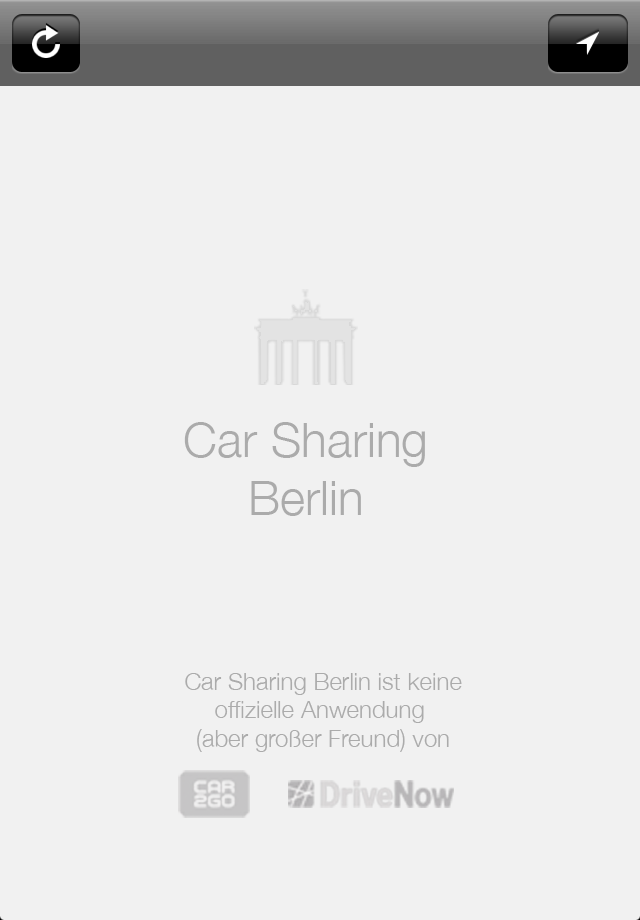 Car Sharing
Berlin
Car Sharing Berlin ist keine
offizielle Anwendung
(aber großer Freund) von
CAR
2GO
DriveNow